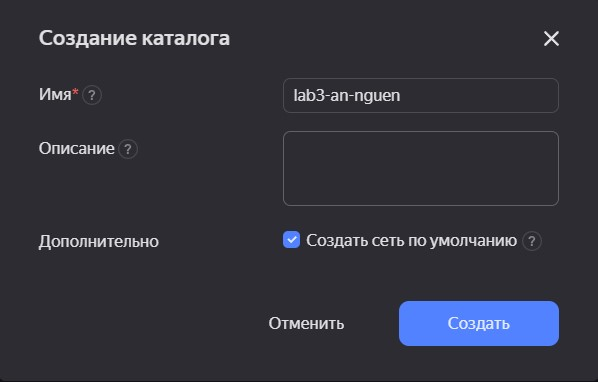 Создание каталога
Имя* ?
lab3-an-nguen
Описание ?
Дополнительно
Создать сеть по умолчанию ?
Отменить
Создать